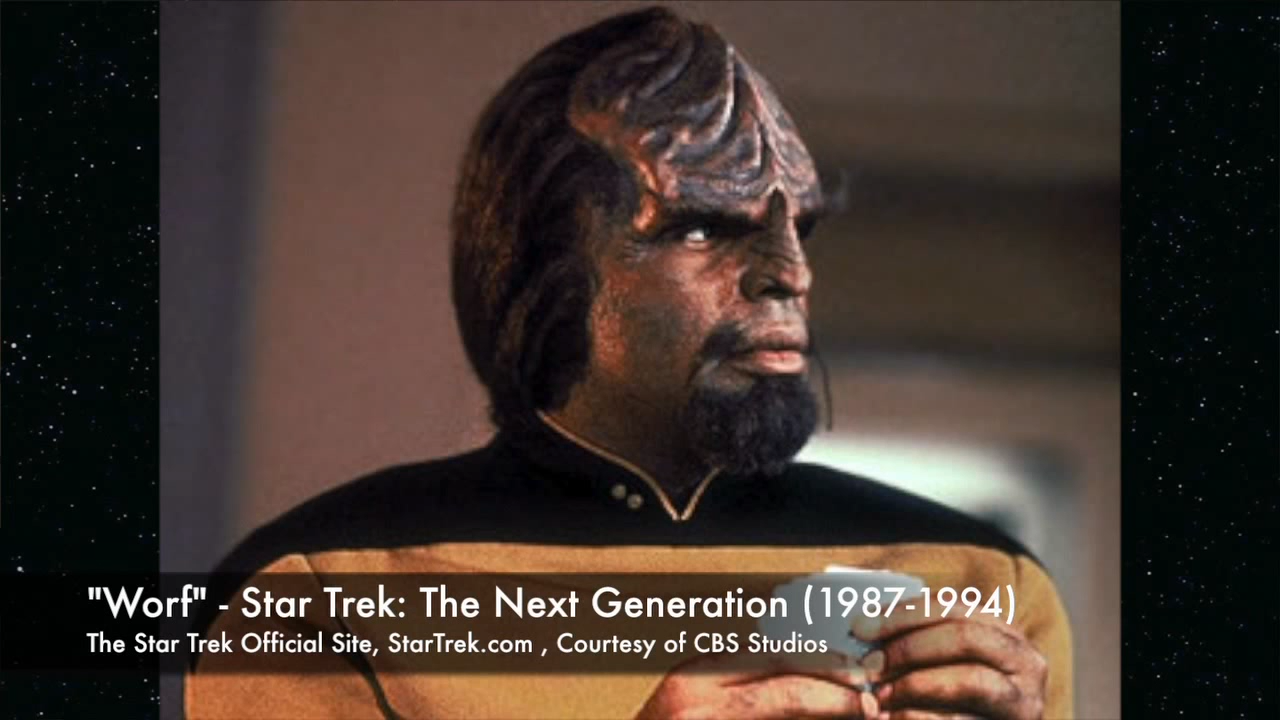 "Worf" - Star Trek: The Next Generation (1987-1994)
The Star Trek Official Site, StarTrek.com , Courtesy of CBS Studios